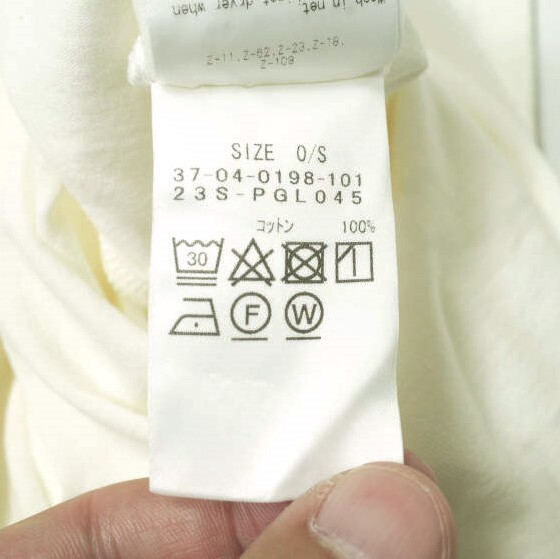 Wash in net.
dryer when
Z-11.Z-62.Z-23.Z-18.
Z-109
SIZE O/S
37-04-0198-101
23S-PGL045
コットン 100%
30
F W